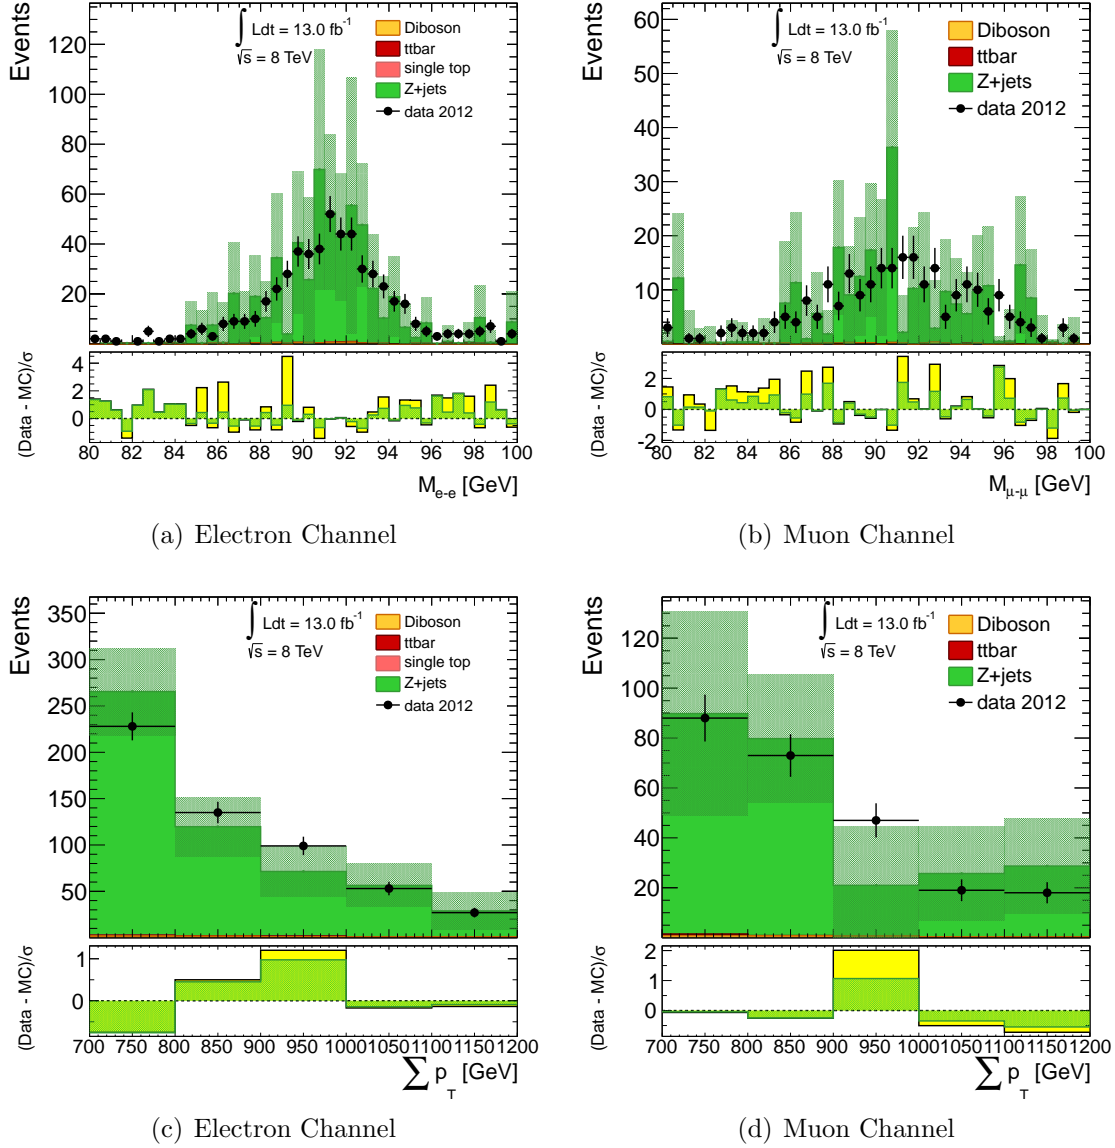 Events
∫ Ldt = 13.0 fb⁻¹
√s = 8 TeV
Diboson
ttbar
single top
Z+jets
data 2012
120
100
80
60
40
20
(Data - MC)/σ
4
2
0
80 82 84 86 88 90 92 94 96 98 100
M e-e [GeV]
(a) Electron Channel
Events
∫ Ldt = 13.0 fb⁻¹
√s = 8 TeV
Diboson
ttbar
Z+jets
data 2012
60
50
40
30
20
10
(Data - MC)/σ
2
0
-2
80 82 84 86 88 90 92 94 96 98 100
M μ-μ [GeV]
(b) Muon Channel
Events
∫ Ldt = 13.0 fb⁻¹
√s = 8 TeV
Diboson
ttbar
single top
Z+jets
data 2012
350
300
250
200
150
100
50
(Data - MC)/σ
1
0
700 750 800 850 900 950 1000 1050 1100 1150 1200
∑ p T [GeV]
(c) Electron Channel
Events
∫ Ldt = 13.0 fb⁻¹
√s = 8 TeV
Diboson
ttbar
Z+jets
data 2012
120
100
80
60
40
20
(Data - MC)/σ
2
1
0
700 750 800 850 900 950 1000 1050 1100 1150 1200
∑ p T [GeV]
(d) Muon Channel